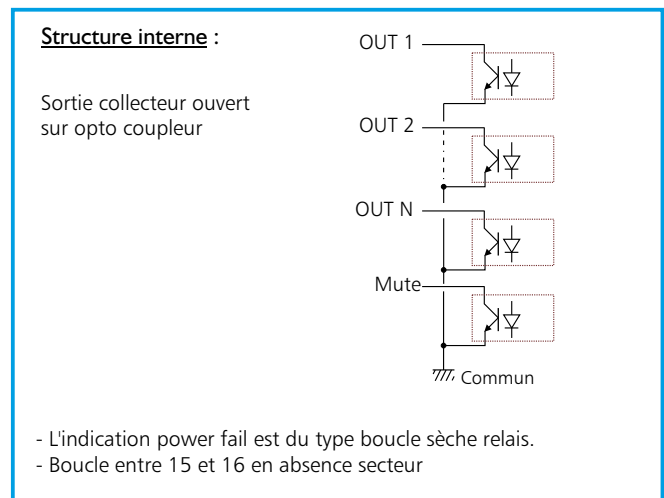 Structure interne :
OUT 1
Sortie collecteur ouvert
sur opto coupleur
OUT 2
OUT N
Mute
Commun
- L'indication power fail est du type boucle sèche relais.
- Boucle entre 15 et 16 en absence secteur